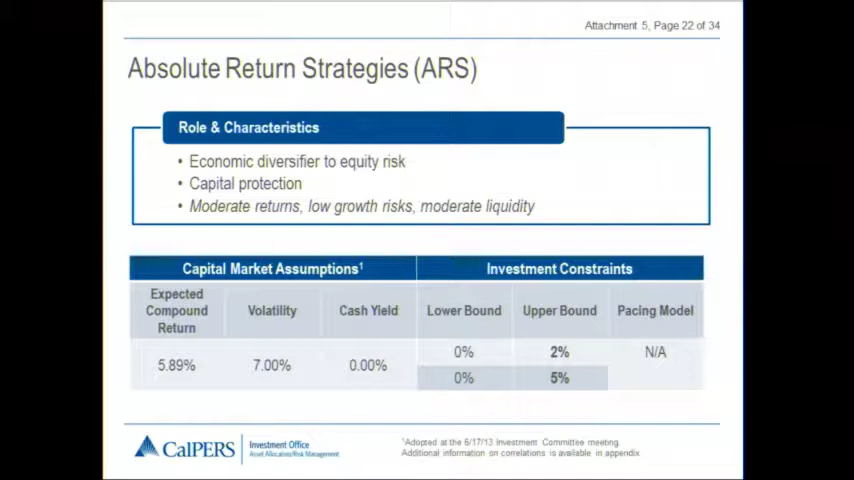 Attachment 5, Page 22 of 34
Absolute Return Strategies (ARS)
Role & Characteristics
• Economic diversifier to equity risk
• Capital protection
• Moderate returns, low growth risks, moderate liquidity
Capital Market Assumptions¹ Investment Constraints
Expected
Compound
Return
Volatility Cash Yield Lower Bound Upper Bound Pacing Model
5.89% 7.00% 0.00%
0% 2% N/A
0% 5%
CalPERS
Investment Office
Asset Allocation/Risk Management
¹Adopted at the 6/17/13 Investment Committee meeting.
Additional information on correlations is available in appendix